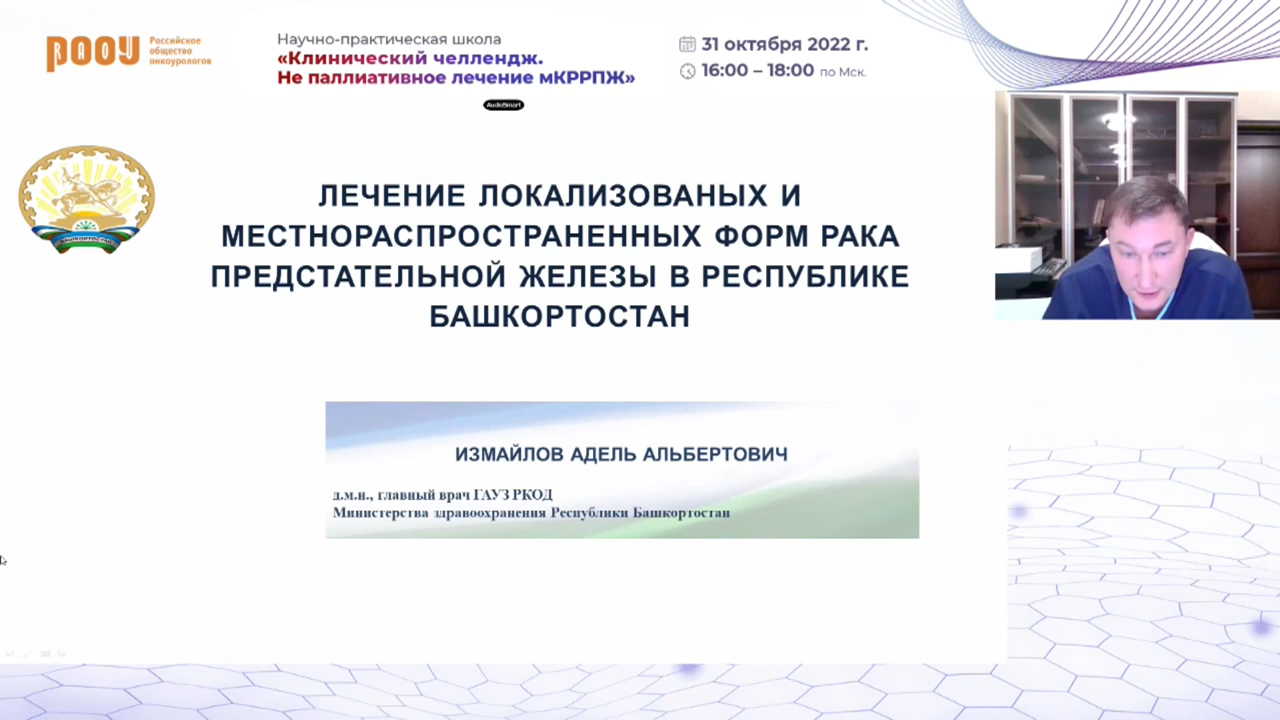 РАОУ
Российское
общество
онкоурологов
Научно-практическая школа
«Клинический челлендж.
Не паллиативное лечение мКРРПЖ»
31 октября 2022 г.
16:00 – 18:00 по Мск.
AudioSmart
ЛЕЧЕНИЕ ЛОКАЛИЗОВАНЫХ И
МЕСТНОРАСПРОСТРАНЕННЫХ ФОРМ РАКА
ПРЕДСТАТЕЛЬНОЙ ЖЕЛЕЗЫ В РЕСПУБЛИКЕ
БАШКОРТОСТАН
ИЗМАЙЛОВ АДЕЛЬ АЛЬБЕРТОВИЧ
д.м.н., главный врач ГАУЗ РКОД
Министерства здравоохранения Республики Башкортостан